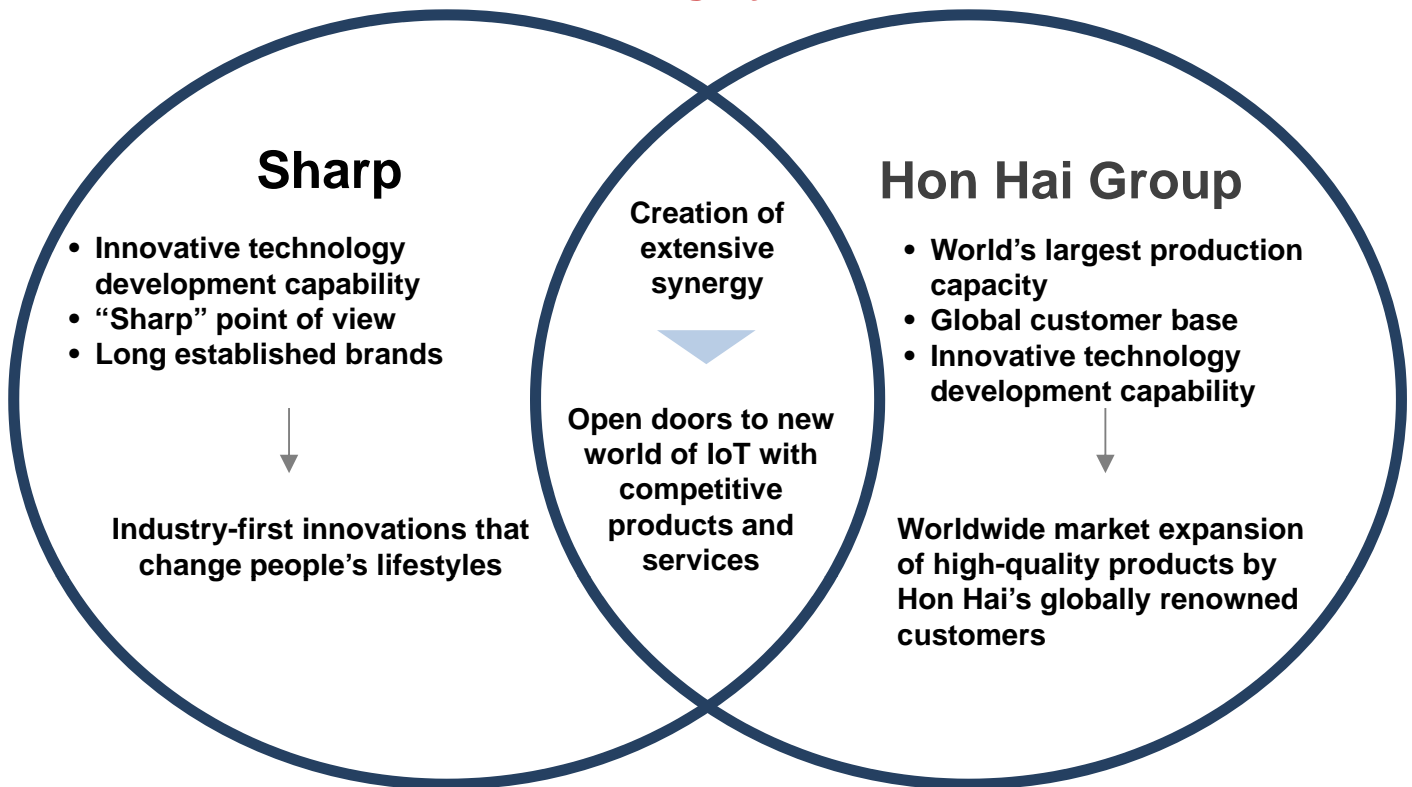 Sharp
• Innovative technology
development capability
• “Sharp” point of view
• Long established brands
Industry-first innovations that
change people’s lifestyles
Creation of
extensive
synergy
Open doors to new
world of IoT with
competitive
products and
services
Hon Hai Group
• World’s largest production
capacity
• Global customer base
• Innovative technology
development capability
Worldwide market expansion
of high-quality products by
Hon Hai’s globally renowned
customers